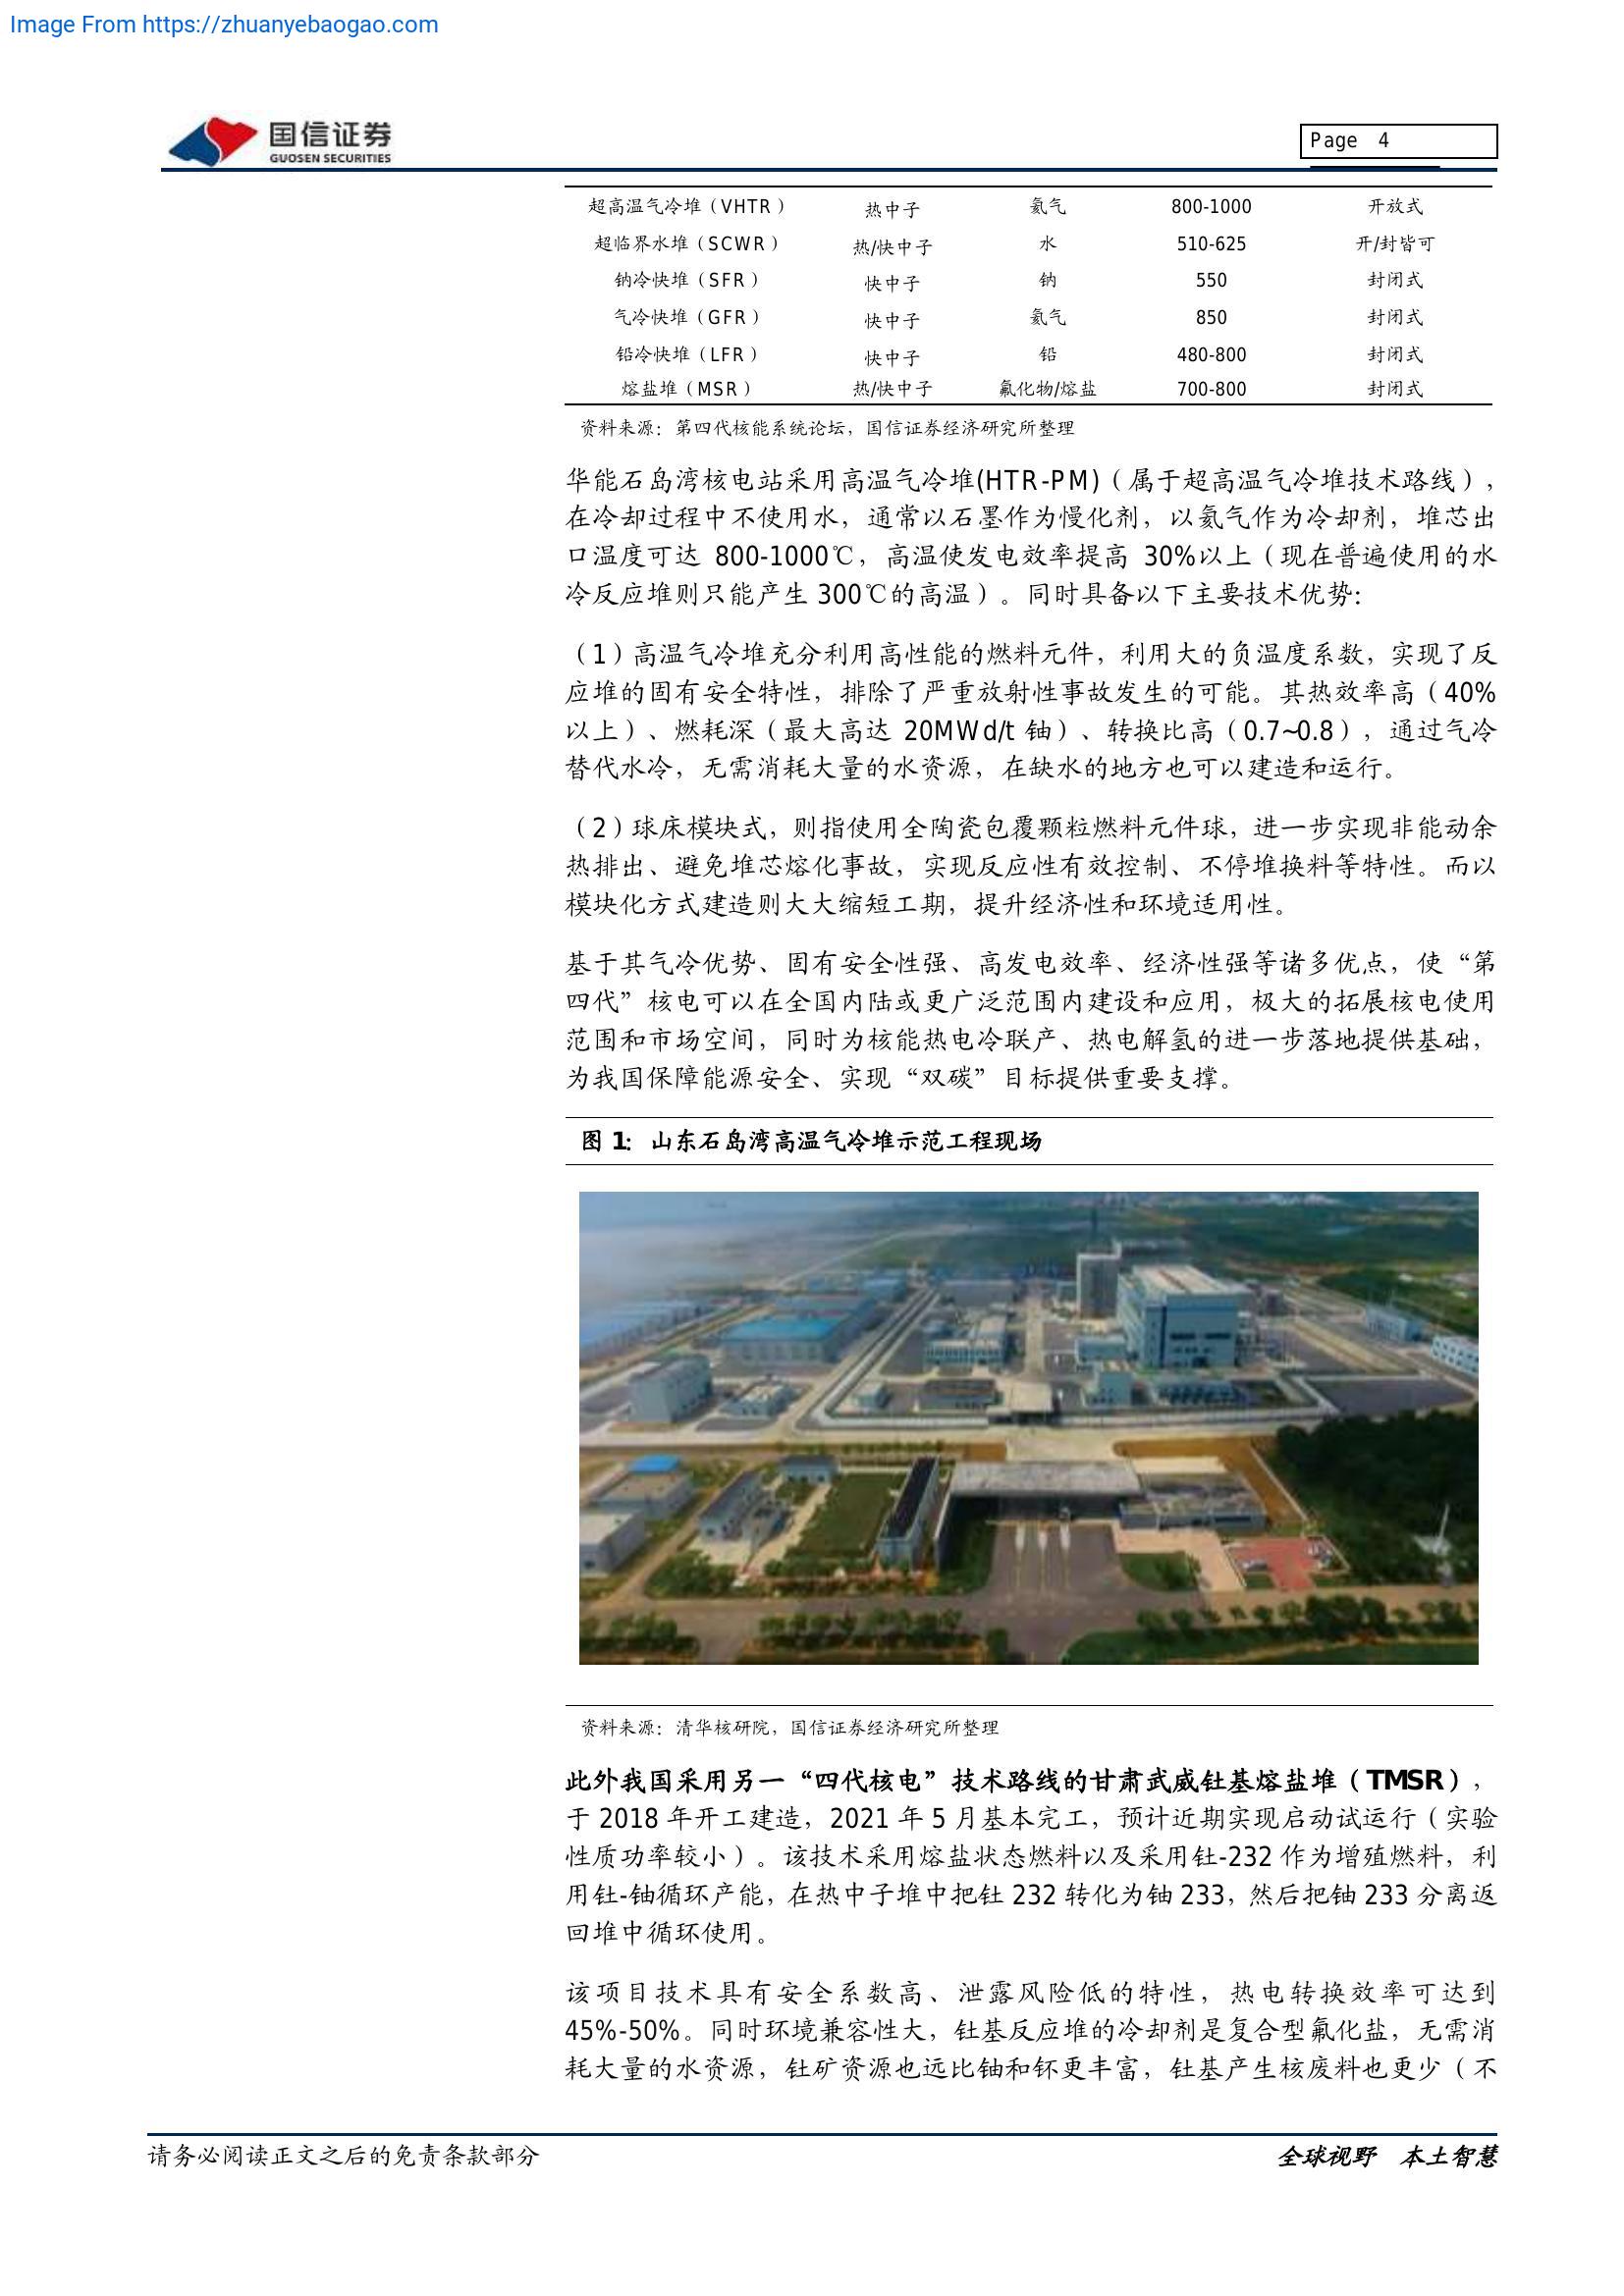 Image From https://zhuanyebaogao.com
国信证券
GUOSEN SECURITIES
Page 4
超高温气冷堆（VHTR） 热中子 氦气 800-1000 开放式
超临界水堆（SCWR） 热/快中子 水 510-625 开/封皆可
钠冷快堆（SFR） 快中子 钠 550 封闭式
气冷快堆（GFR） 快中子 氦气 850 封闭式
铅冷快堆（LFR） 快中子 铅 480-800 封闭式
熔盐堆（MSR） 热/快中子 氟化物/熔盐 700-800 封闭式
资料来源：第四代核能系统论坛，国信证券经济研究所整理
华能石岛湾核电站采用高温气冷堆(HTR-PM)（属于超高温气冷堆技术路线），
在冷却过程中不使用水，通常以石墨作为慢化剂，以氦气作为冷却剂，堆芯出
口温度可达 800-1000℃，高温使发电效率提高 30%以上（现在普遍使用的水
冷反应堆则只能产生 300℃的高温）。同时具备以下主要技术优势：
（1）高温气冷堆充分利用高性能的燃料元件，利用大的负温度系数，实现了反
应堆的固有安全特性，排除了严重放射性事故发生的可能。其热效率高（40%
以上）、燃耗深（最大高达 20MWd/t 铀）、转换比高（0.7~0.8），通过气冷
替代水冷，无需消耗大量的水资源，在缺水的地方也可以建造和运行。
（2）球床模块式，则指使用全陶瓷包覆颗粒燃料元件球，进一步实现非能动余
热排出、避免堆芯熔化事故，实现反应性有效控制、不停堆换料等特性。而以
模块化方式建造则大大缩短工期，提升经济性和环境适用性。
基于其气冷优势、固有安全性强、高发电效率、经济性强等诸多优点，使“第
四代”核电可以在全国内陆或更广泛范围内建设和应用，极大的拓展核电使用
范围和市场空间，同时为核能热电冷联产、热电解氢的进一步落地提供基础，
为我国保障能源安全、实现“双碳”目标提供重要支撑。
图 1：山东石岛湾高温气冷堆示范工程现场
资料来源：清华核研院，国信证券经济研究所整理
此外我国采用另一“四代核电”技术路线的甘肃武威钍基熔盐堆（TMSR），
于 2018 年开工建造，2021 年 5 月基本完工，预计近期实现启动试运行（实验
性质功率较小）。该技术采用熔盐状态燃料以及采用钍-232 作为增殖燃料，利
用钍-铀循环产能，在热中子堆中把钍 232 转化为铀 233，然后把铀 233 分离返
回堆中循环使用。
该项目技术具有安全系数高、泄露风险低的特性，热电转换效率可达到
45%-50%。同时环境兼容性大，钍基反应堆的冷却剂是复合型氟化盐，无需消
耗大量的水资源，钍矿资源也远比铀和钚更丰富，钍基产生核废料也更少（不
请务必阅读正文之后的免责条款部分
全球视野 本土智慧